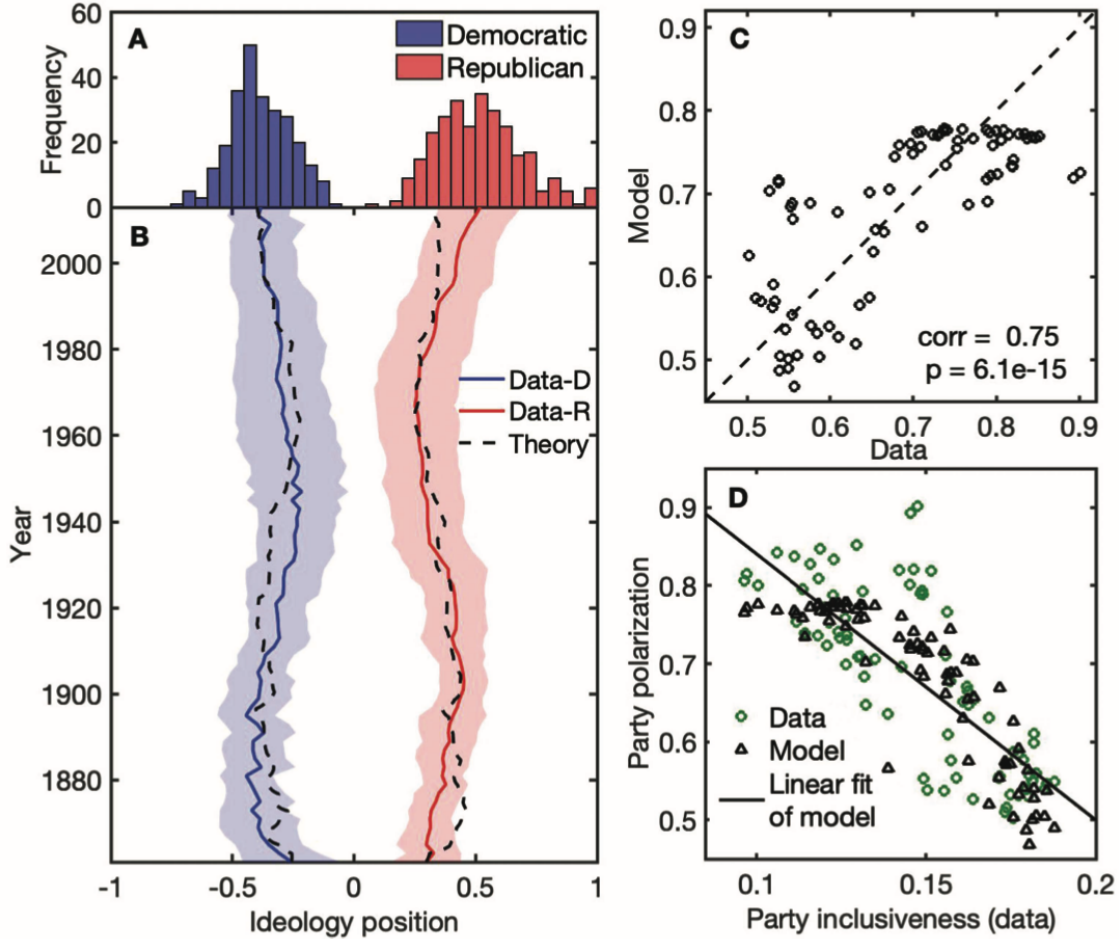 A
Democratic
Republican
Frequency
60
40
20
0
B
Data-D
Data-R
Theory
Year
2000
1980
1960
1940
1920
1900
1880
-1 -0.5 0 0.5 1
Ideology position
C
Model
0.9
0.8
0.7
0.6
0.5
corr = 0.75
p = 6.1e-15
0.5 0.6 0.7 0.8 0.9
Data
D
Party polarization
0.9
0.8
0.7
0.6
0.5
Data
Model
Linear fit
of model
0.1 0.15 0.2
Party inclusiveness (data)